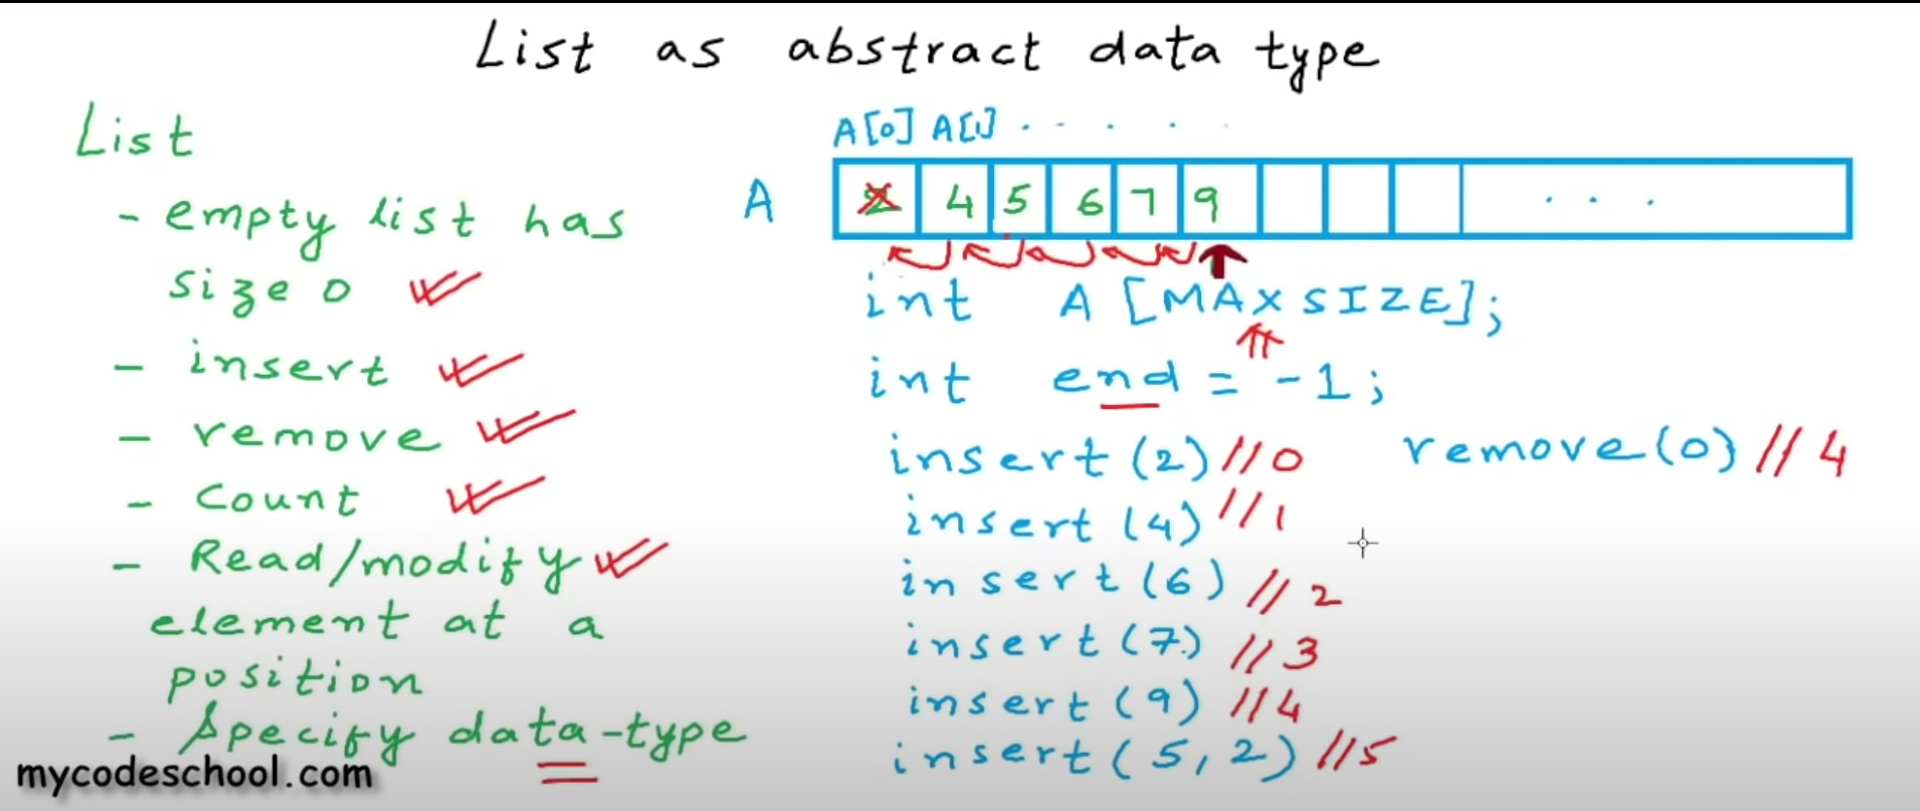 List as abstract data type
List
- empty list has
size 0
- insert
- remove
- Count
- Read/modify
element at a
position
- Specify data-type
mycodeschool.com
A[0] A[1] . . . . .
A 2 4 5 6 7 9 . . .
int A[MAXSIZE];
int end = -1;
insert(2) //0 remove(0) //4
insert(4) //1
insert(6) //2
insert(7) //3
insert(9) //4
insert(5,2) //5